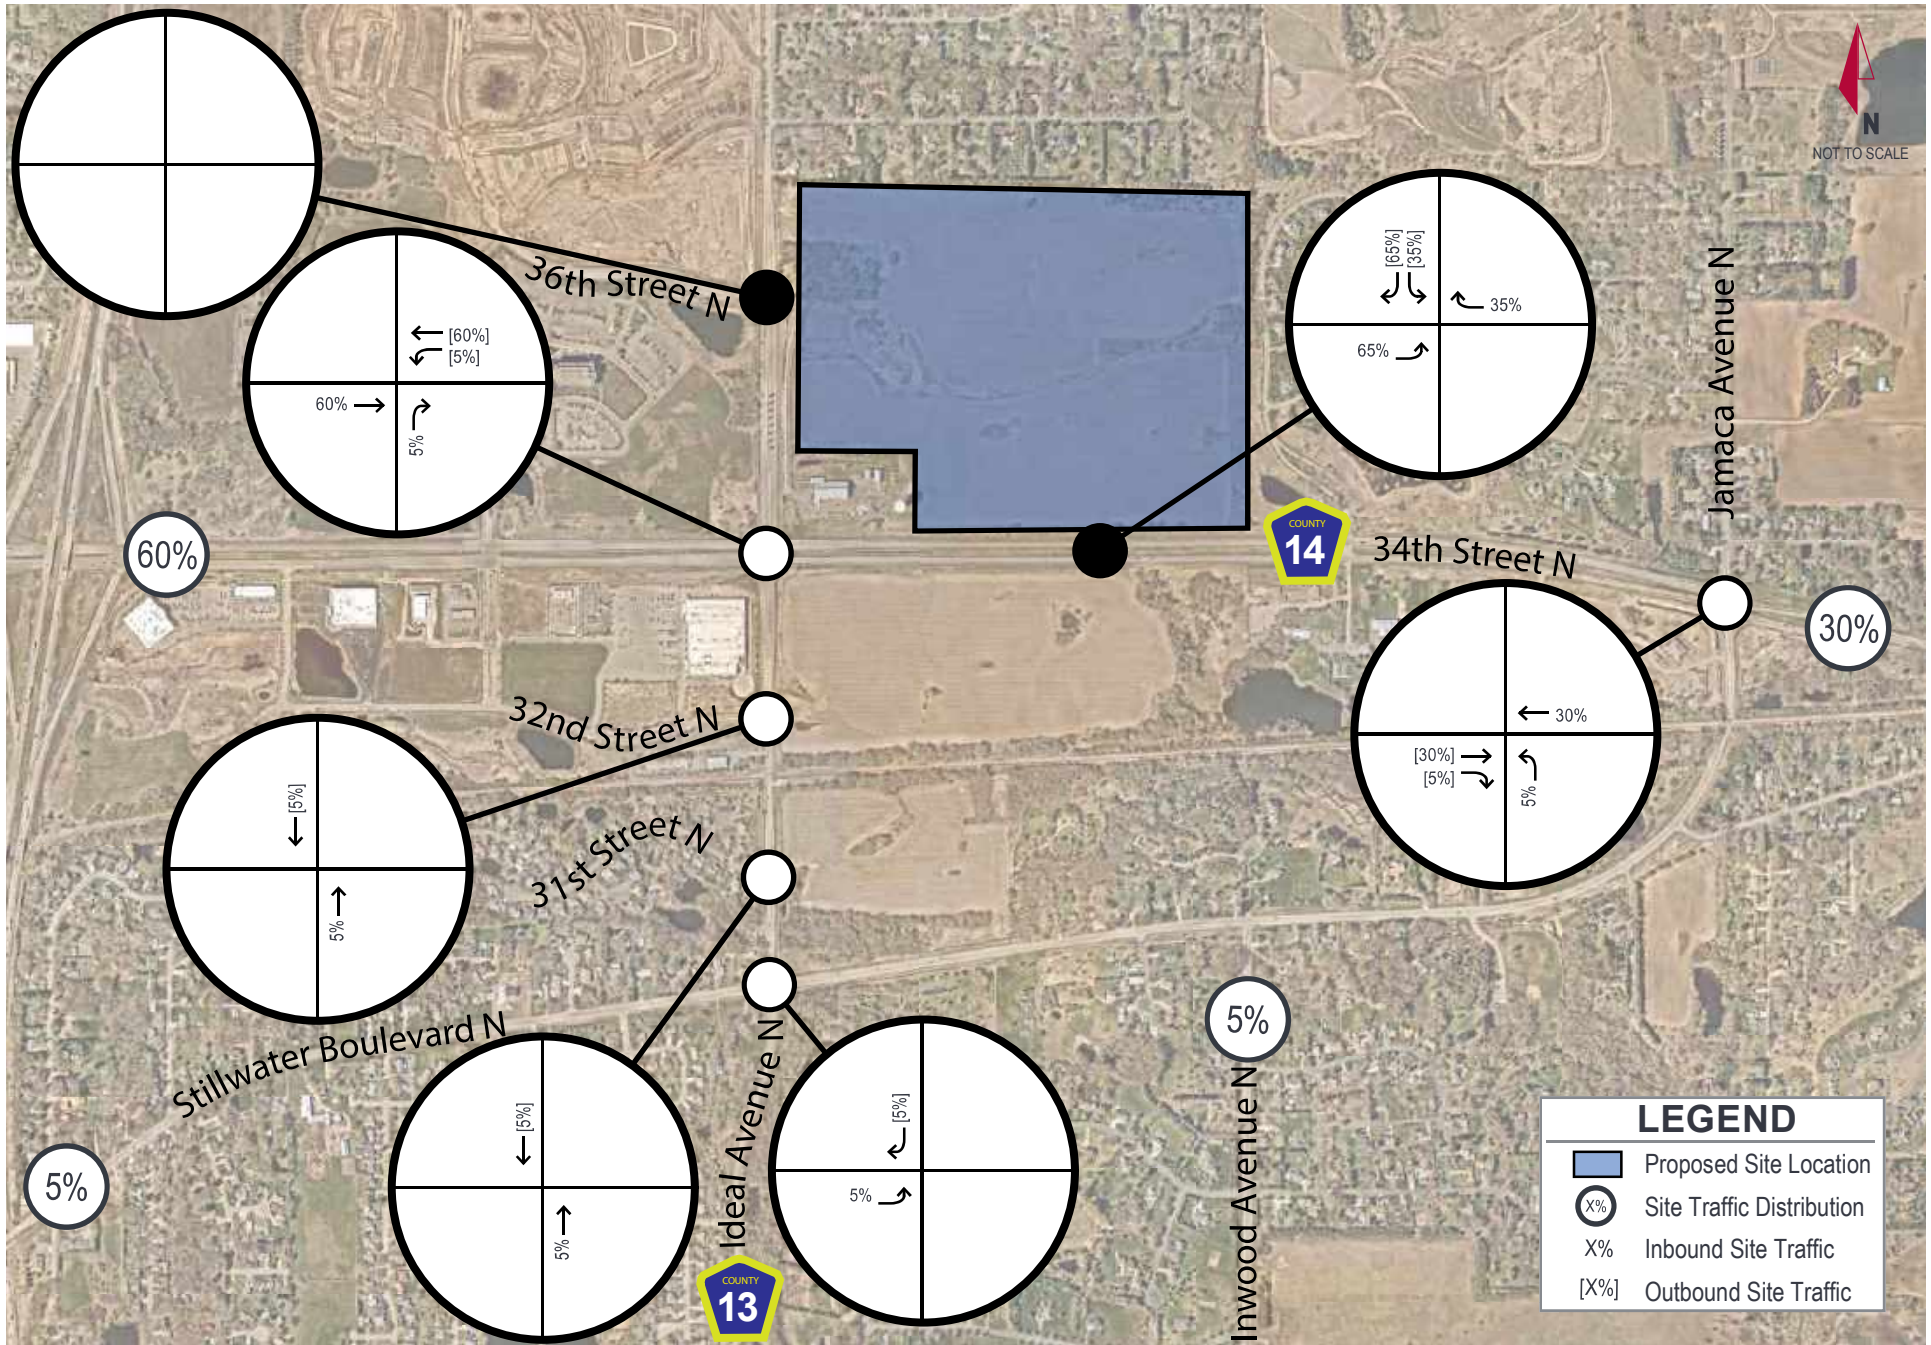 N
NOT TO SCALE
36th Street N
[60%]
[5%]
60%
5%
[65%]
[35%]
35%
65%
Jamaca Avenue N
60%
COUNTY
14
34th Street N
30%
30%
[30%]
[5%]
5%
32nd Street N
[5%]
5%
31st Street N
Stillwater Boulevard N
[5%]
5%
Ideal Avenue N
[5%]
5%
5%
Inwood Avenue N
5%
COUNTY
13
LEGEND
Proposed Site Location
X% Site Traffic Distribution
X% Inbound Site Traffic
[X%] Outbound Site Traffic